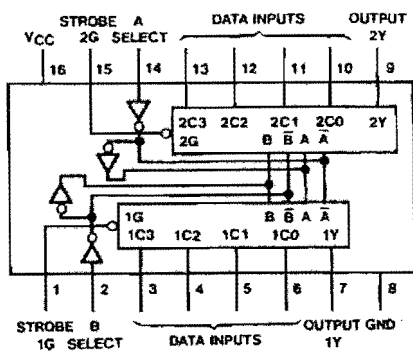 STROBE A DATA INPUTS OUTPUT
VCC 2G SELECT 2Y
16 15 14 13 12 11 10 9
2C3 2C2 2C1 2C0 2Y
2G B B̅ A A̅
1G B B̅ A A̅
1C3 1C2 1C1 1C0 1Y
1 2 3 4 5 6 7 8
STROBE B DATA INPUTS OUTPUT GND
1G SELECT 1Y